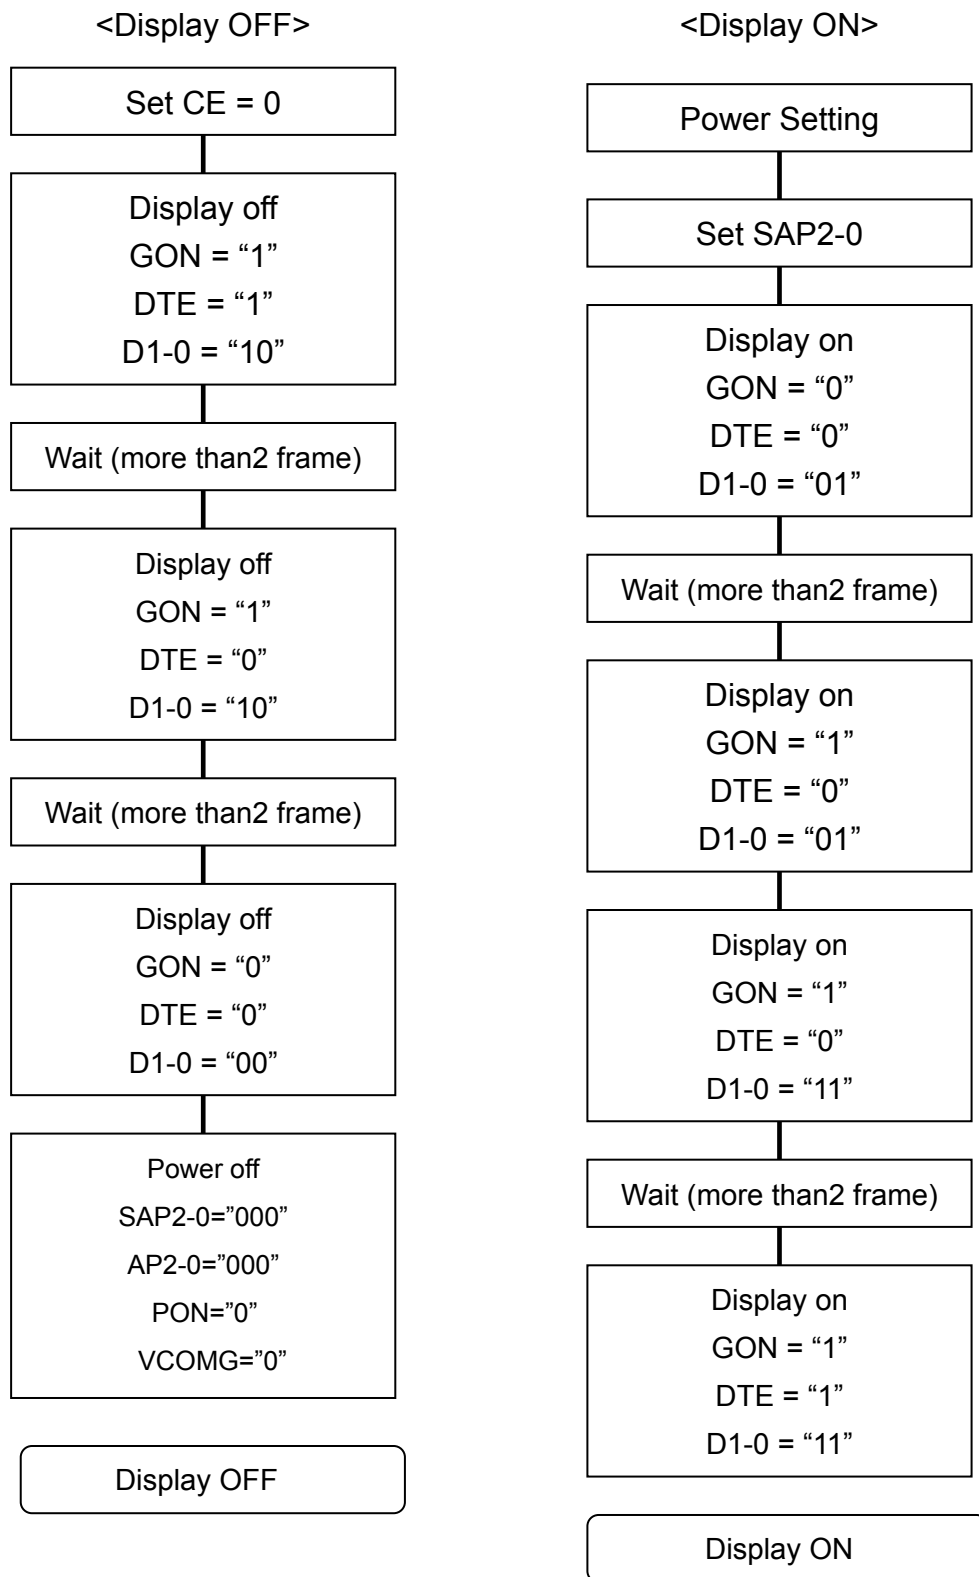 <Display OFF>
Set CE = 0
Display off
GON = “1”
DTE = “1”
D1-0 = “10”
Wait (more than2 frame)
Display off
GON = “1”
DTE = “0”
D1-0 = “10”
Wait (more than2 frame)
Display off
GON = “0”
DTE = “0”
D1-0 = “00”
Power off
SAP2-0=”000”
AP2-0=”000”
PON=”0”
VCOMG=”0”
Display OFF
<Display ON>
Power Setting
Set SAP2-0
Display on
GON = “0”
DTE = “0”
D1-0 = “01”
Wait (more than2 frame)
Display on
GON = “1”
DTE = “0”
D1-0 = “01”
Display on
GON = “1”
DTE = “0”
D1-0 = “11”
Wait (more than2 frame)
Display on
GON = “1”
DTE = “1”
D1-0 = “11”
Display ON